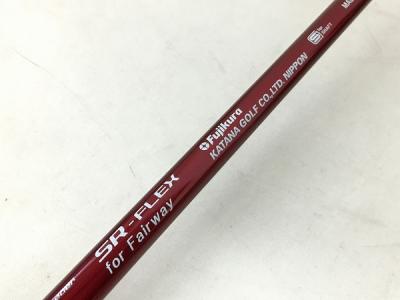 SR-FLEX
for Fairway
Fujikura
KATANA GOLF CO.,LTD. NIPPON